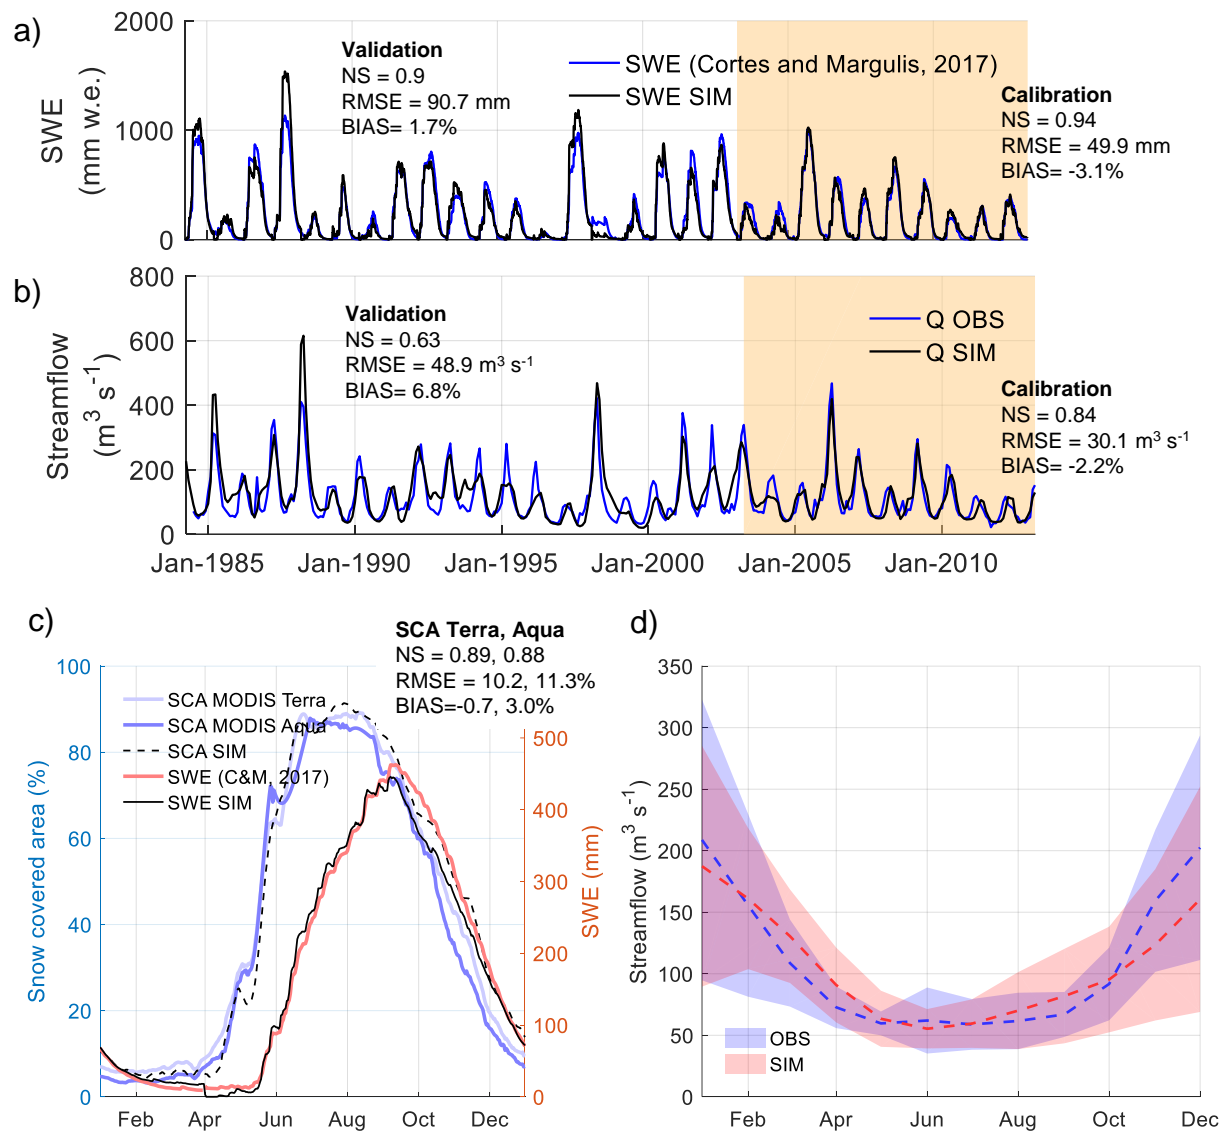 a)
2000
1000
0
SWE
(mm w.e.)
Validation
NS = 0.9
RMSE = 90.7 mm
BIAS= 1.7%
SWE (Cortes and Margulis, 2017)
SWE SIM
Calibration
NS = 0.94
RMSE = 49.9 mm
BIAS= -3.1%
b)
800
600
400
200
0
Streamflow
(m³ s⁻¹)
Validation
NS = 0.63
RMSE = 48.9 m³ s⁻¹
BIAS= 6.8%
Q OBS
Q SIM
Calibration
NS = 0.84
RMSE = 30.1 m³ s⁻¹
BIAS= -2.2%
Jan-1985 Jan-1990 Jan-1995 Jan-2000 Jan-2005 Jan-2010
c)
SCA Terra, Aqua
NS = 0.89, 0.88
RMSE = 10.2, 11.3%
BIAS=-0.7, 3.0%
100
80
60
40
20
0
Snow covered area (%)
SCA MODIS Terra
SCA MODIS Aqua
SCA SIM
SWE (C&M, 2017)
SWE SIM
500
400
300
200
100
0
SWE (mm)
Feb Apr Jun Aug Oct Dec
d)
350
300
250
200
150
100
50
0
Streamflow (m³ s⁻¹)
OBS
SIM
Feb Apr Jun Aug Oct Dec